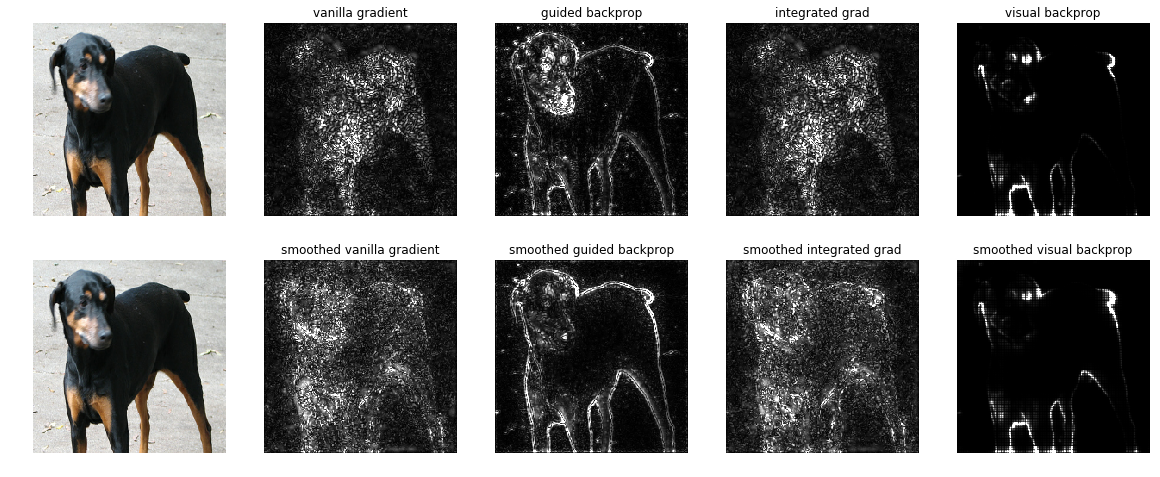 vanilla gradient
guided backprop
integrated grad
visual backprop
smoothed vanilla gradient
smoothed guided backprop
smoothed integrated grad
smoothed visual backprop